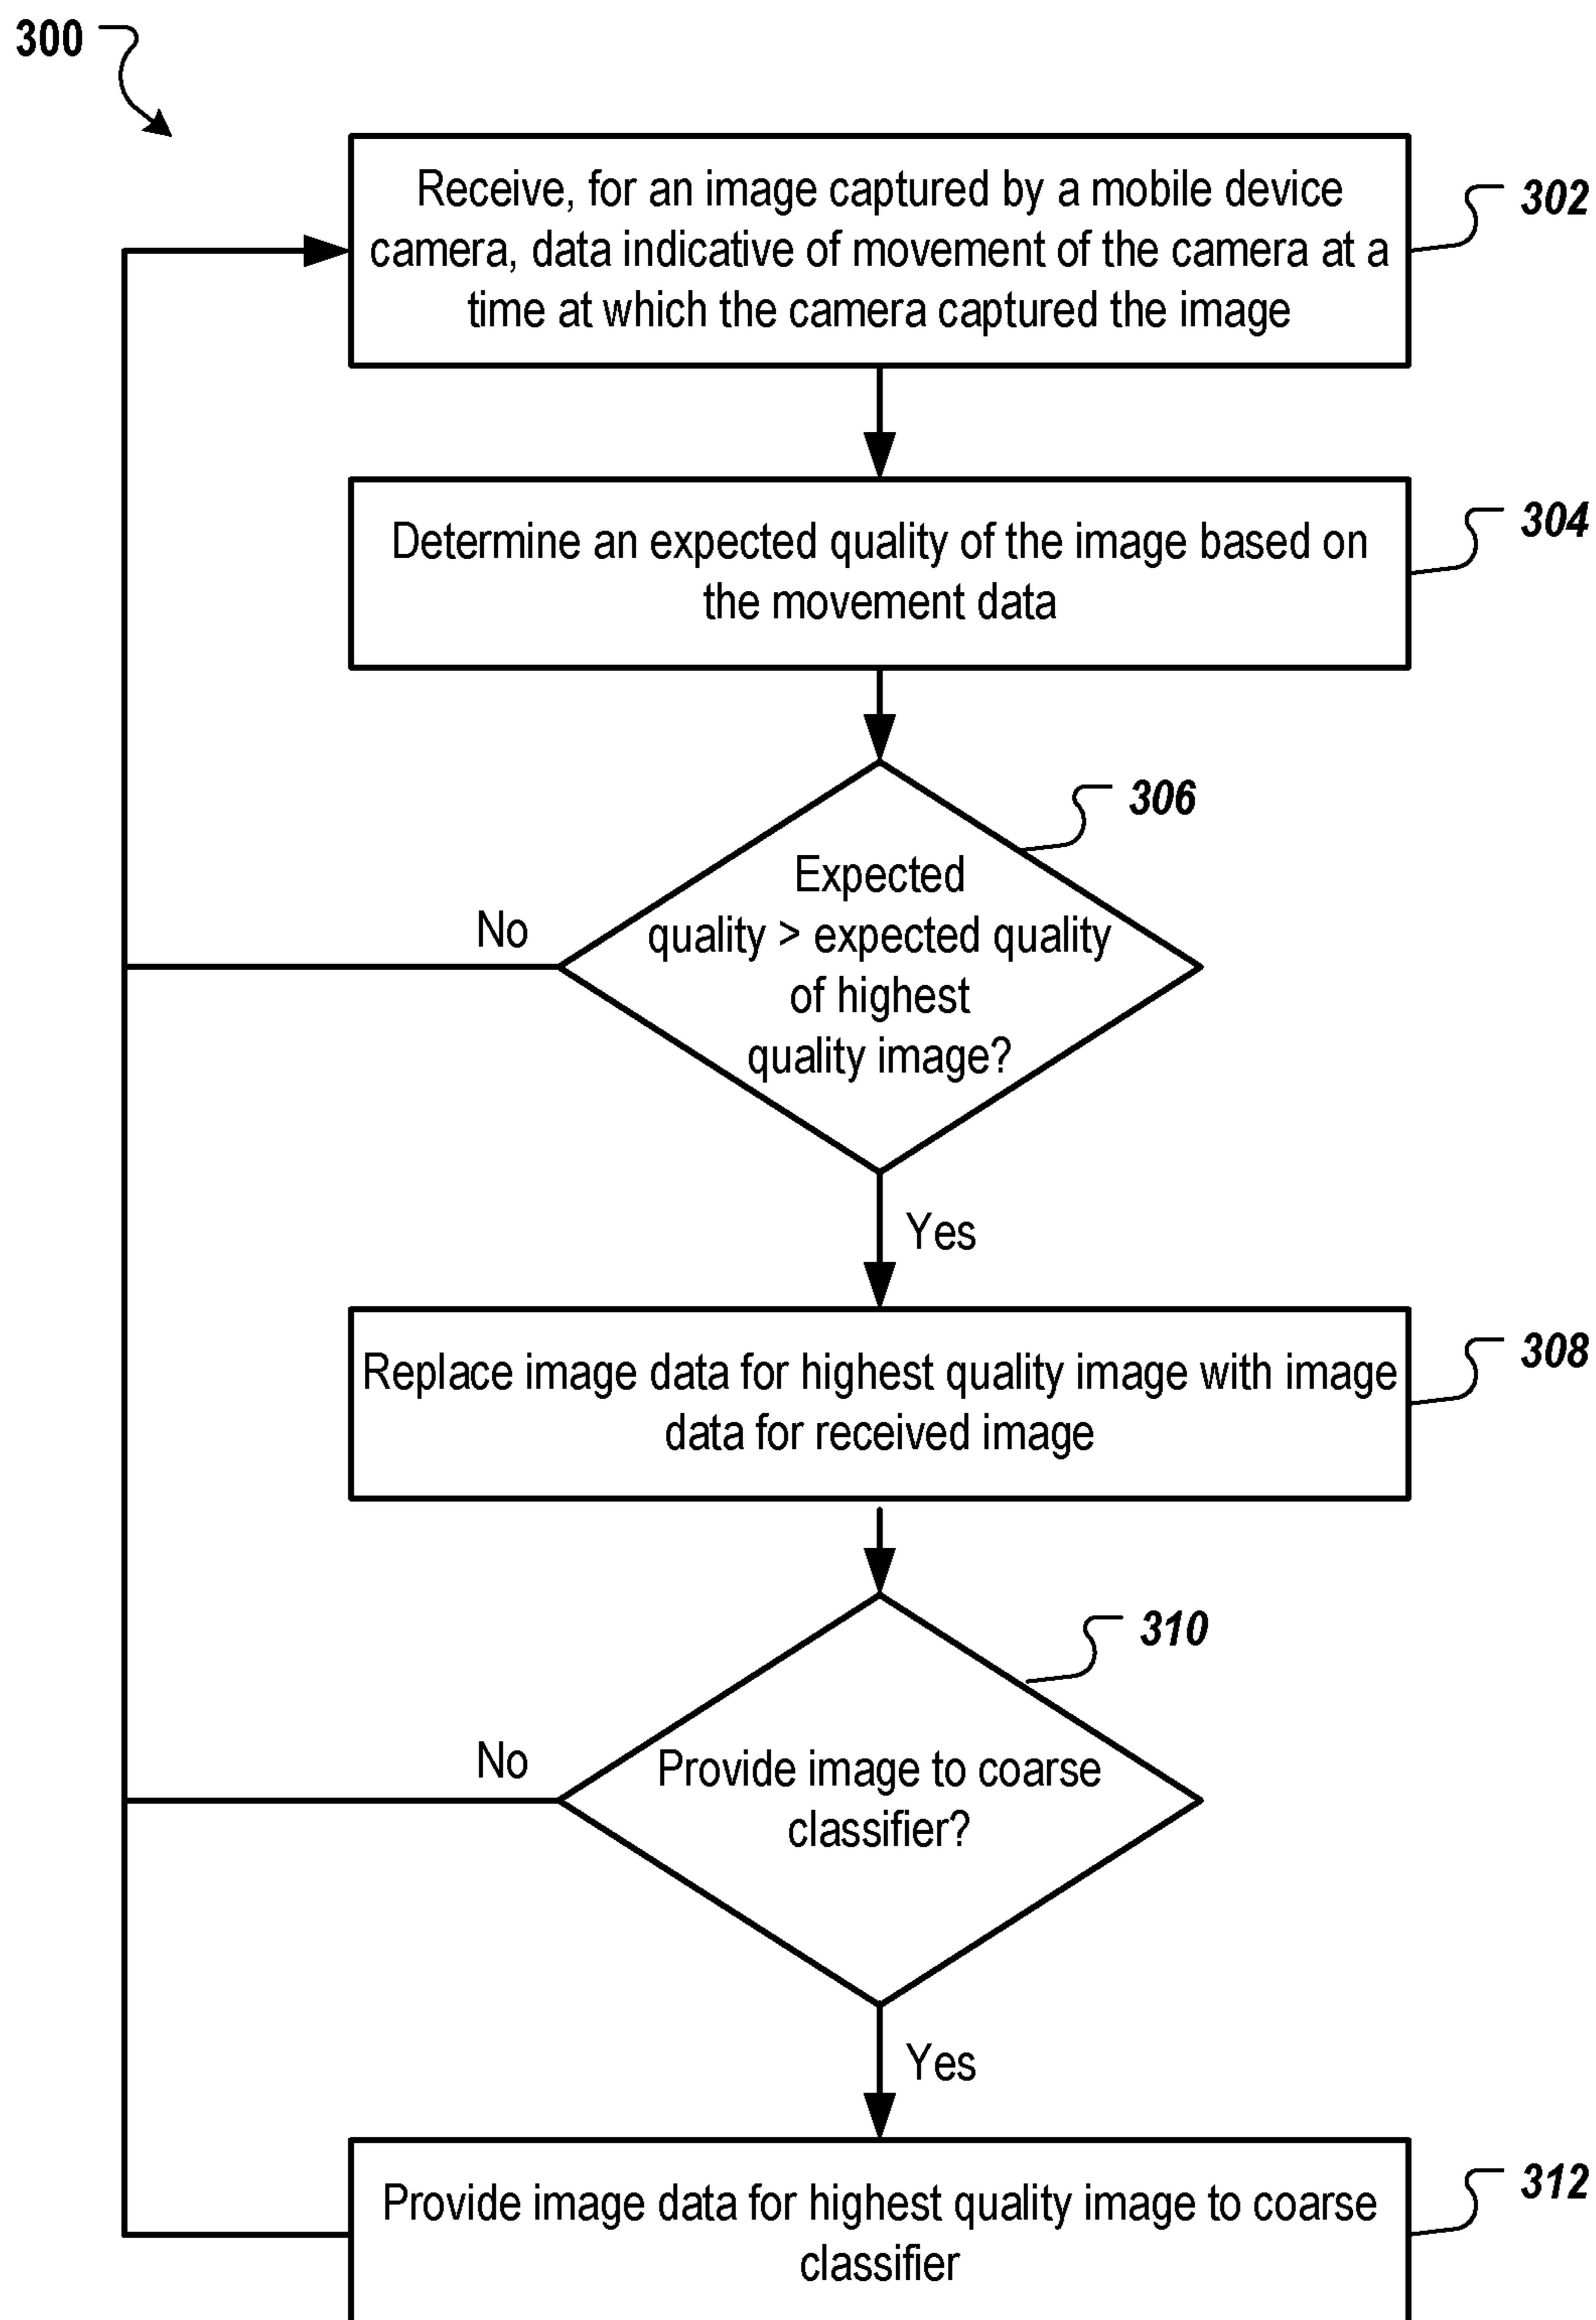 300
Receive, for an image captured by a mobile device
camera, data indicative of movement of the camera at a
time at which the camera captured the image
302
Determine an expected quality of the image based on
the movement data
304
306
Expected
quality > expected quality
of highest
quality image?
No
Yes
Replace image data for highest quality image with image
data for received image
308
310
Provide image to coarse
classifier?
No
Yes
Provide image data for highest quality image to coarse
classifier
312